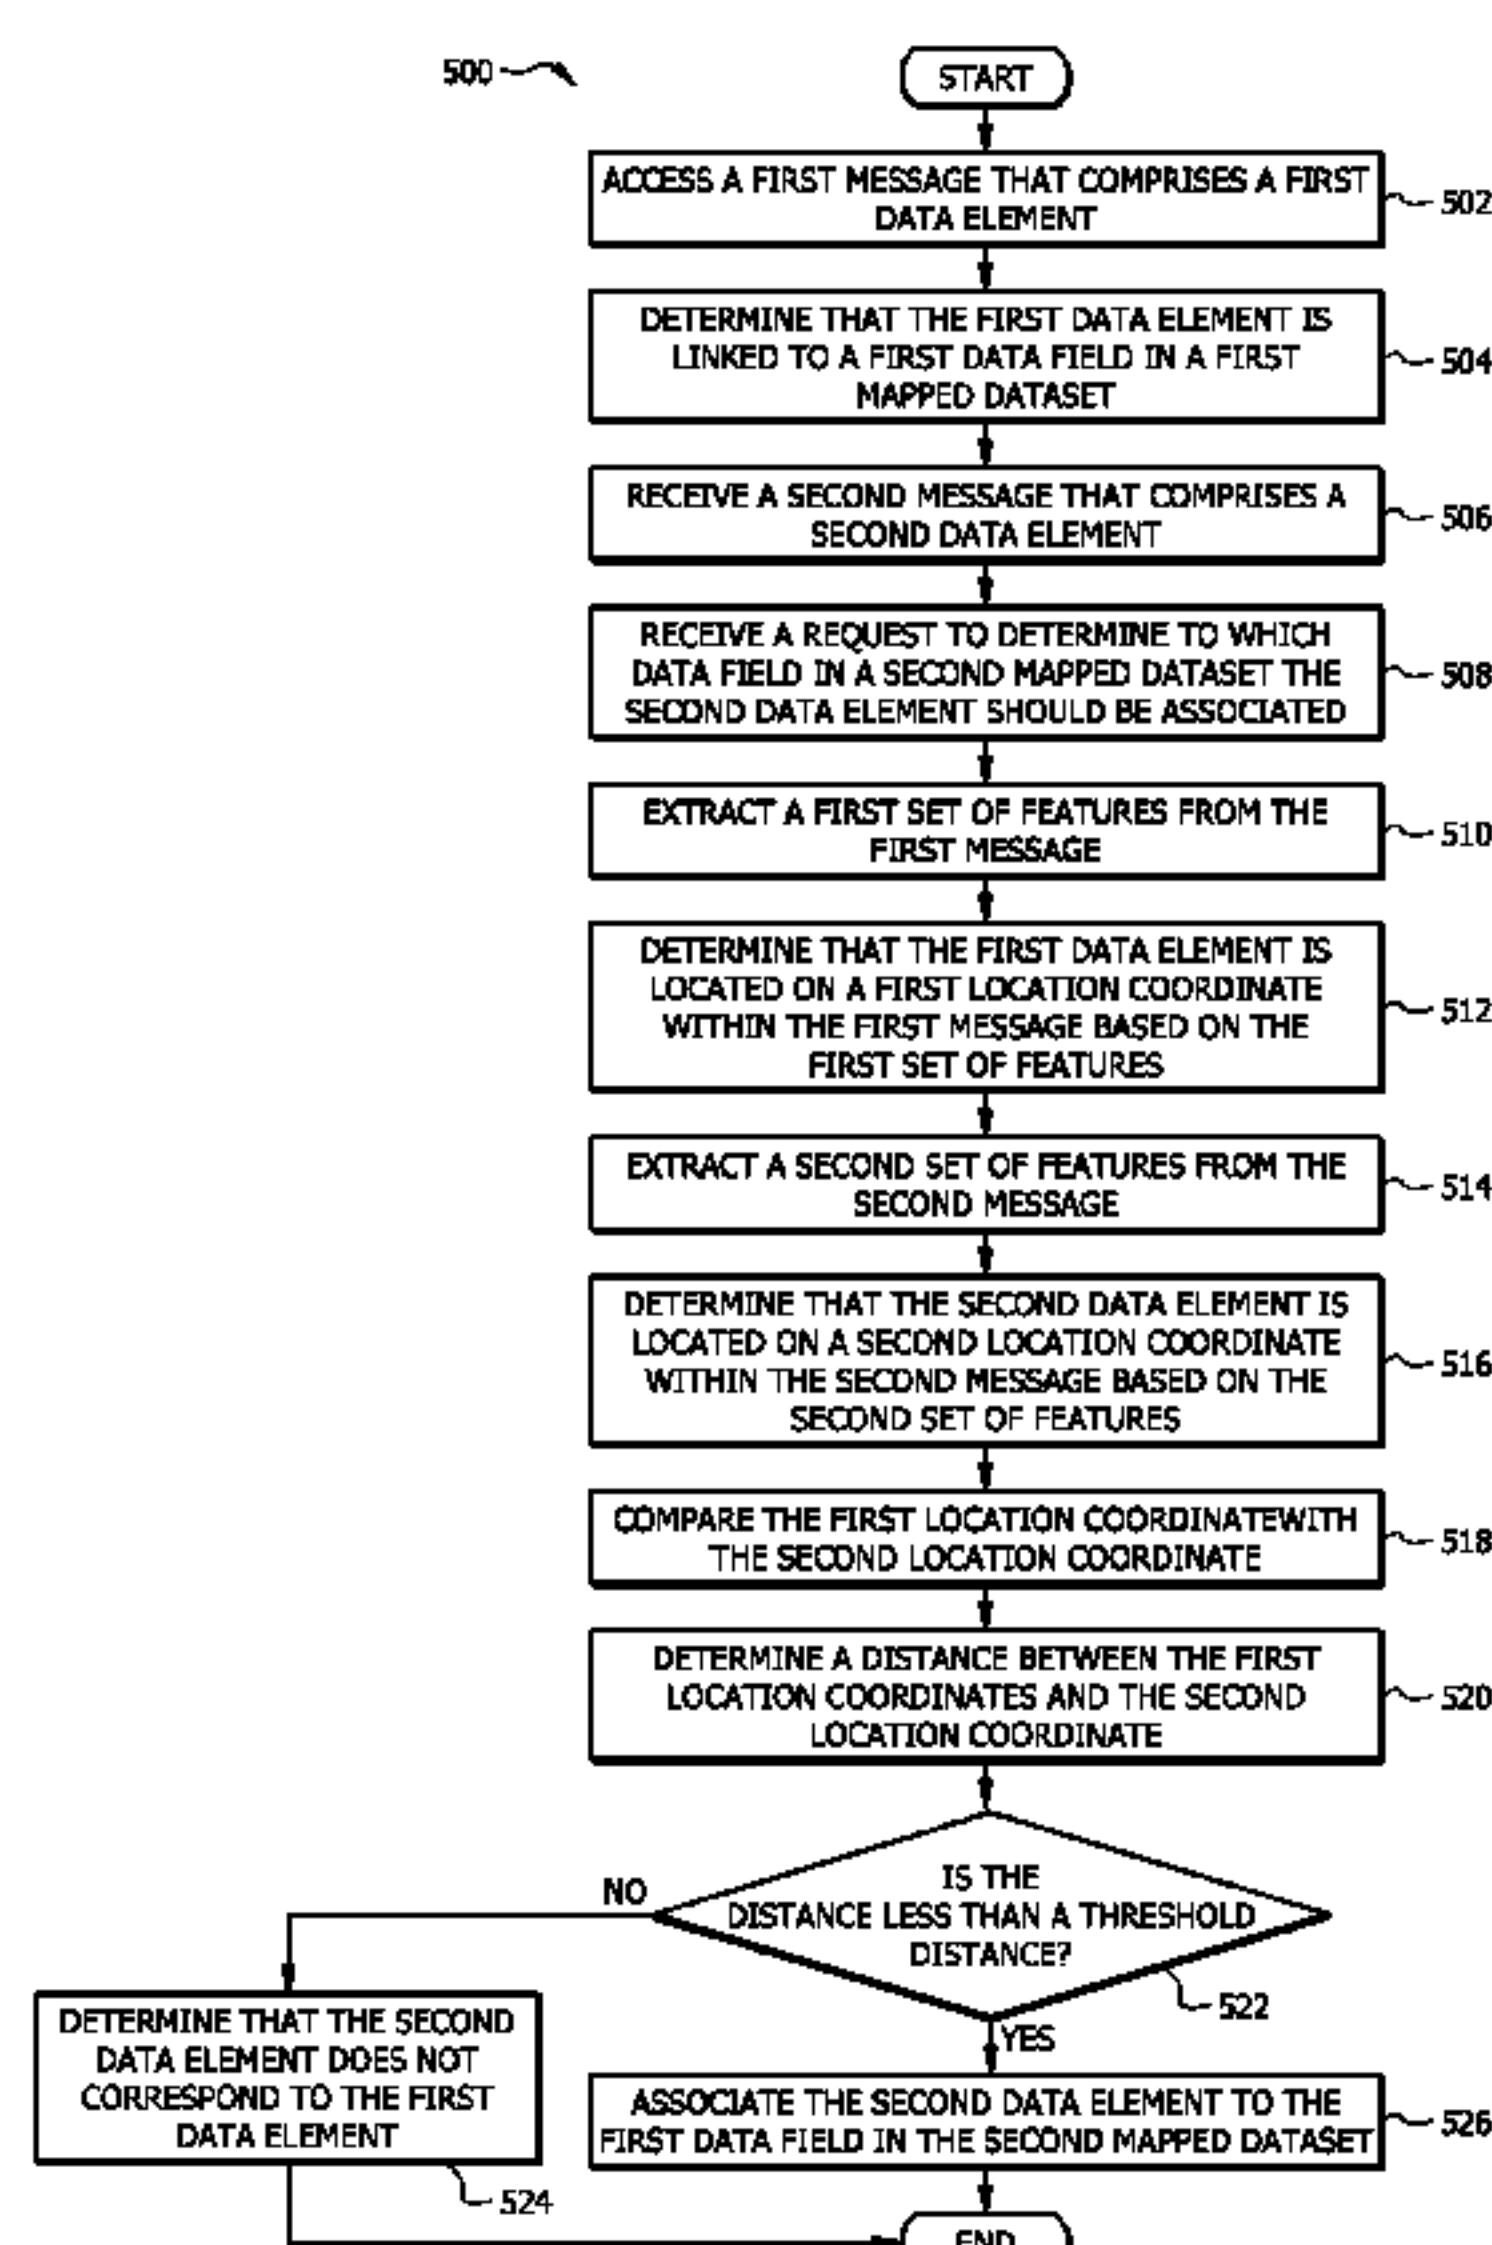 500
START
ACCESS A FIRST MESSAGE THAT COMPRISES A FIRST
DATA ELEMENT
502
DETERMINE THAT THE FIRST DATA ELEMENT IS
LINKED TO A FIRST DATA FIELD IN A FIRST
MAPPED DATASET
504
RECEIVE A SECOND MESSAGE THAT COMPRISES A
SECOND DATA ELEMENT
506
RECEIVE A REQUEST TO DETERMINE TO WHICH
DATA FIELD IN A SECOND MAPPED DATASET THE
SECOND DATA ELEMENT SHOULD BE ASSOCIATED
508
EXTRACT A FIRST SET OF FEATURES FROM THE
FIRST MESSAGE
510
DETERMINE THAT THE FIRST DATA ELEMENT IS
LOCATED ON A FIRST LOCATION COORDINATE
WITHIN THE FIRST MESSAGE BASED ON THE
FIRST SET OF FEATURES
512
EXTRACT A SECOND SET OF FEATURES FROM THE
SECOND MESSAGE
514
DETERMINE THAT THE SECOND DATA ELEMENT IS
LOCATED ON A SECOND LOCATION COORDINATE
WITHIN THE SECOND MESSAGE BASED ON THE
SECOND SET OF FEATURES
516
COMPARE THE FIRST LOCATION COORDINATEWITH
THE SECOND LOCATION COORDINATE
518
DETERMINE A DISTANCE BETWEEN THE FIRST
LOCATION COORDINATES AND THE SECOND
LOCATION COORDINATE
520
IS THE
DISTANCE LESS THAN A THRESHOLD
DISTANCE?
522
NO
DETERMINE THAT THE SECOND
DATA ELEMENT DOES NOT
CORRESPOND TO THE FIRST
DATA ELEMENT
524
YES
ASSOCIATE THE SECOND DATA ELEMENT TO THE
FIRST DATA FIELD IN THE SECOND MAPPED DATASET
526
END